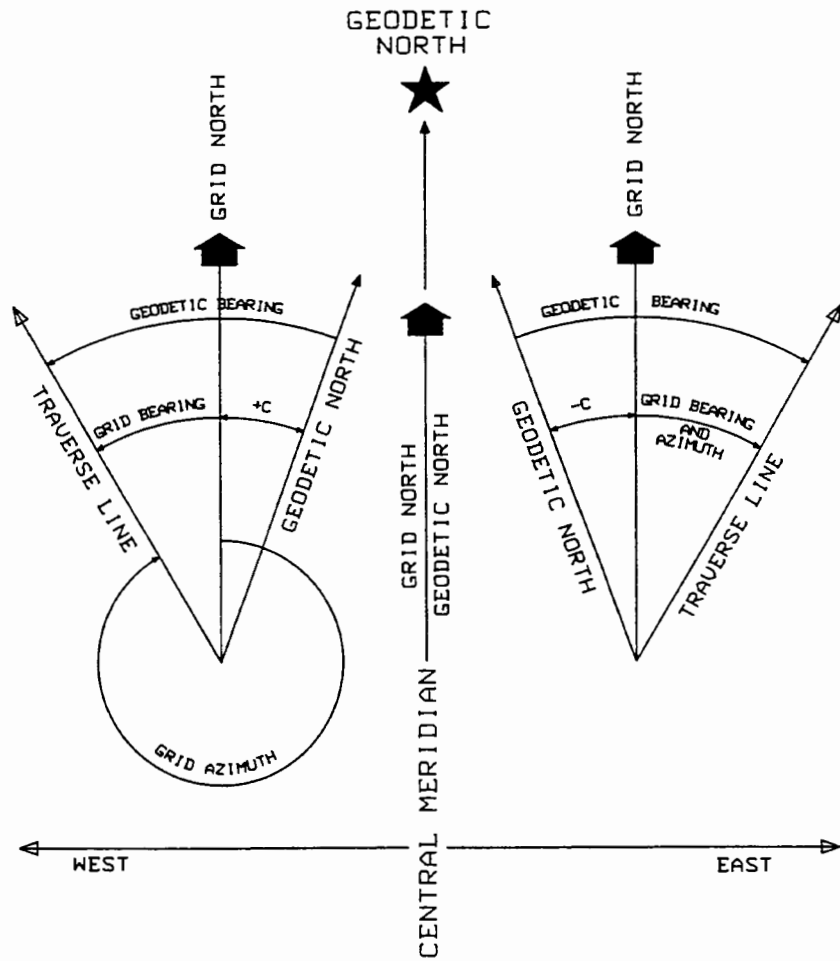 GEODETIC
NORTH
GRID NORTH
GRID NORTH
GEODETIC BEARING
GEODETIC BEARING
GRID BEARING
+C
-C
GRID BEARING
AND
AZIMUTH
TRAVERSE LINE
GEODETIC NORTH
GRID NORTH
GEODETIC NORTH
GEODETIC NORTH
TRAVERSE LINE
GRID AZIMUTH
CENTRAL MERIDIAN
WEST
EAST